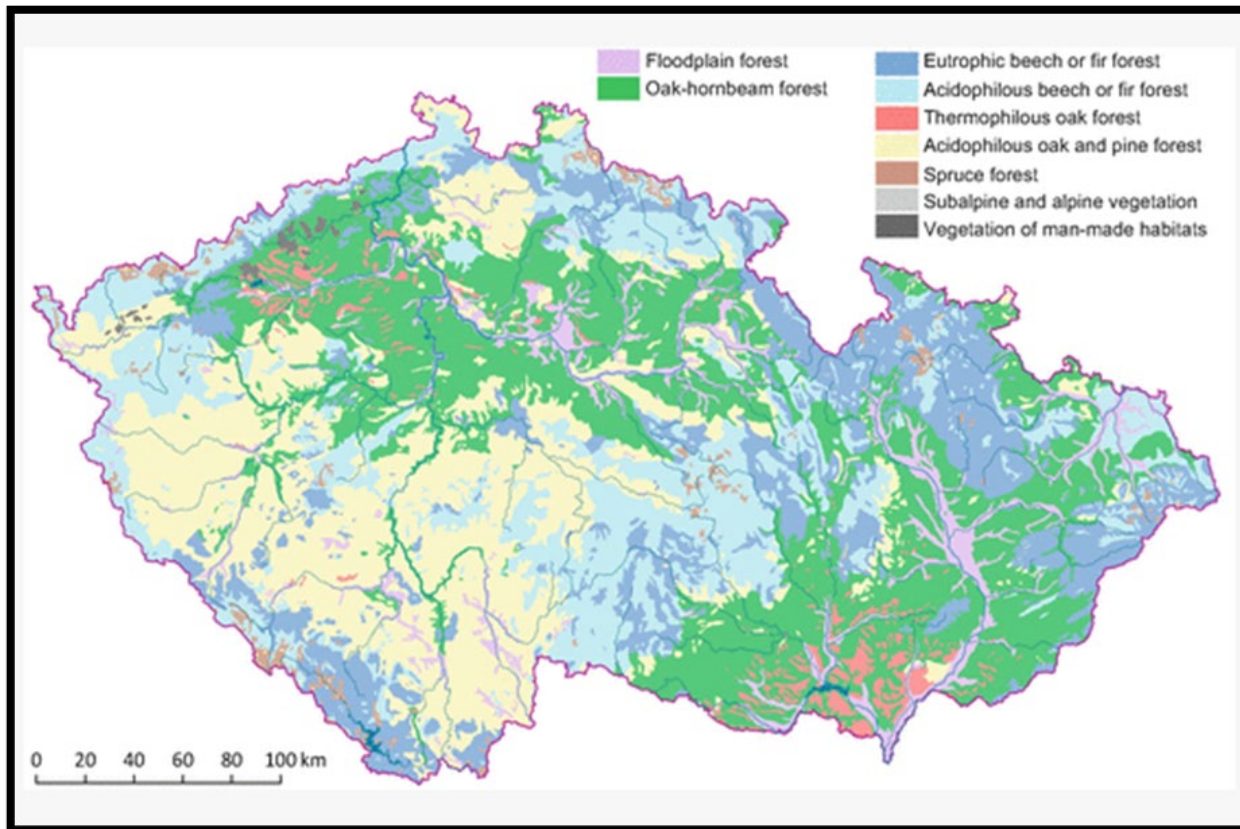 Floodplain forest
Oak-hornbeam forest
Eutrophic beech or fir forest
Acidophilous beech or fir forest
Thermophilous oak forest
Acidophilous oak and pine forest
Spruce forest
Subalpine and alpine vegetation
Vegetation of man-made habitats
0 20 40 60 80 100 km